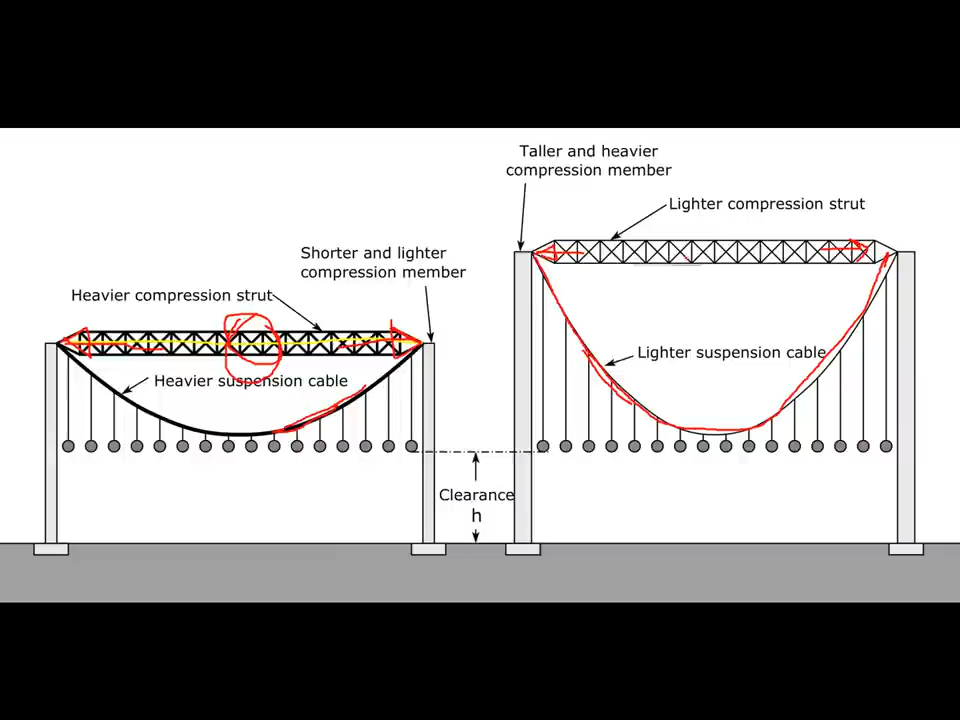 Taller and heavier
compression member
Lighter compression strut
Shorter and lighter
compression member
Heavier compression strut
Lighter suspension cable
Heavier suspension cable
Clearance
h